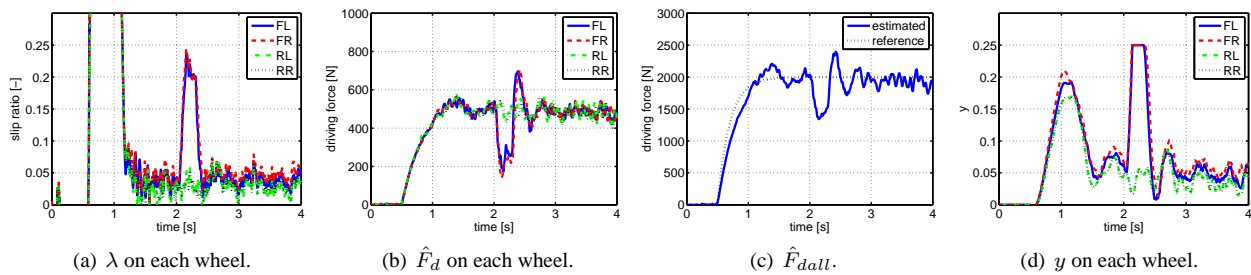 slip ratio [−]
0.25
0.2
0.15
0.1
0.05
0
0 1 2 3 4
time [s]
FL
FR
RL
RR
(a) λ on each wheel.
driving force [N]
1000
800
600
400
200
0
0 1 2 3 4
time [s]
FL
FR
RL
RR
(b) F̂_d on each wheel.
driving force [N]
3000
2500
2000
1500
1000
500
0
0 1 2 3 4
time [s]
estimated
reference
(c) F̂_{dall}.
y
0.25
0.2
0.15
0.1
0.05
0
0 1 2 3 4
time [s]
FL
FR
RL
RR
(d) y on each wheel.